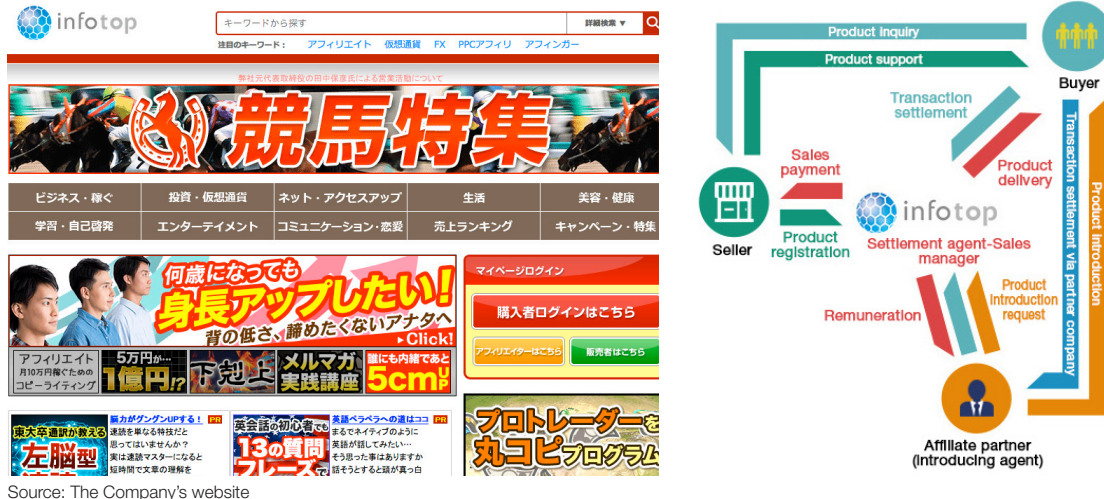 infotop
キーワードから探す
詳細検索 ▼
注目のキーワード： アフィリエイト 仮想通貨 FX PPCアフィリ アフィンガー
弊社元代表取締役の田中保彦氏による営業活動について
競馬特集
ビジネス・稼ぐ
投資・仮想通貨
ネット・アクセスアップ
生活
美容・健康
学習・自己啓発
エンターテイメント
コミュニケーション・恋愛
売上ランキング
キャンペーン・特集
何歳になっても
身長アップしたい!
背の低さ、諦めたくないアナタへ
▶Click!
アフィリエイト
月10万円稼ぐための
コピーライティング
5万円が…
1億円!?
下剋上
メルマガ
実践講座
誰にも内緒であと
5cmUP
マイページログイン
購入者ログインはこちら
アフィリエイターはこちら
販売者はこちら
東大卒通訳が教える
左脳型
脳力がグングンUPする！ PR
速読を単なる特技だと
思ってはいませんか？
実は速読マスターになると
短時間で文章の理解を
英会話の初心者でも
13の質問
フレーズで
英語ペラペラへの道はココ PR
まるでネイティブのように
英語が話してみたい…
そう思った事はありますか
話そうとすると頭が真っ白
プロトレーダーを
丸コピプログラム
Source: The Company's website
Product inquiry
Product support
Buyer
Transaction
settlement
Product
delivery
Transaction settlement via partner company
Product introduction
Sales
payment
Seller
Product
registration
infotop
Settlement agent-Sales
manager
Remuneration
Product
Introduction
request
Affiliate partner
(Introducing agent)